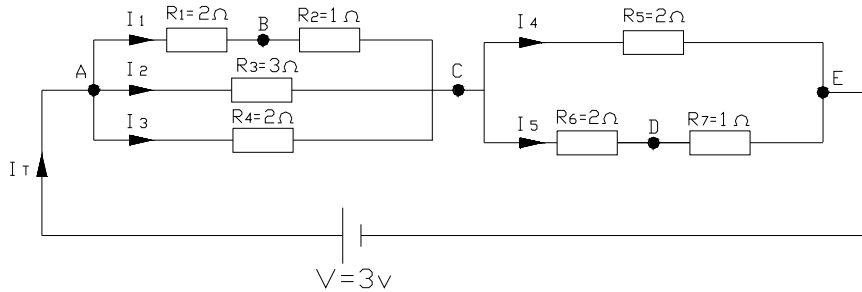 I1 R1=2Ω B R2=1Ω I4 R5=2Ω
A I2 R3=3Ω C E
I3 R4=2Ω I5 R6=2Ω D R7=1Ω
IT
V=3v